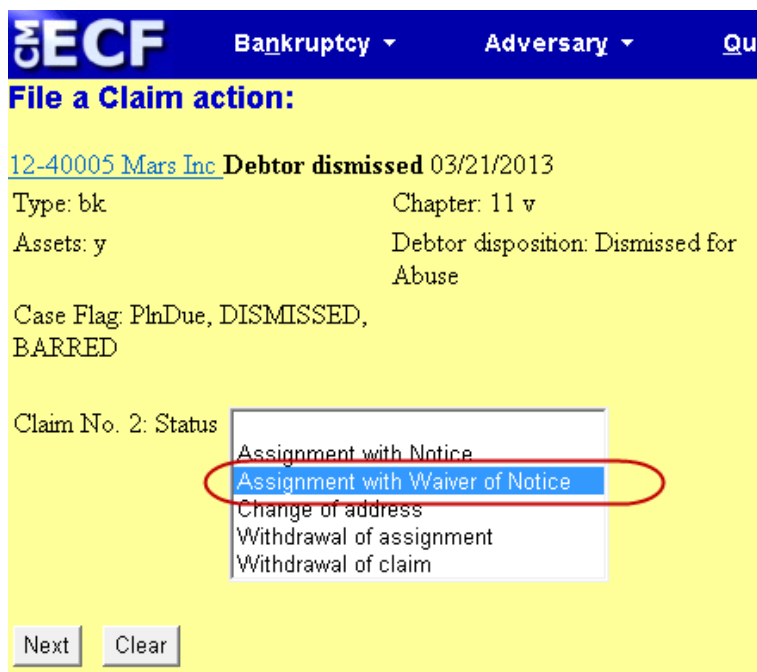 CM ECF Bankruptcy Adversary Qu
File a Claim action:
12-40005 Mars Inc Debtor dismissed 03/21/2013
Type: bk Chapter: 11 v
Assets: y Debtor disposition: Dismissed for
Abuse
Case Flag: PlnDue, DISMISSED,
BARRED
Claim No. 2: Status
Assignment with Notice
Assignment with Waiver of Notice
Change of address
Withdrawal of assignment
Withdrawal of claim
Next Clear